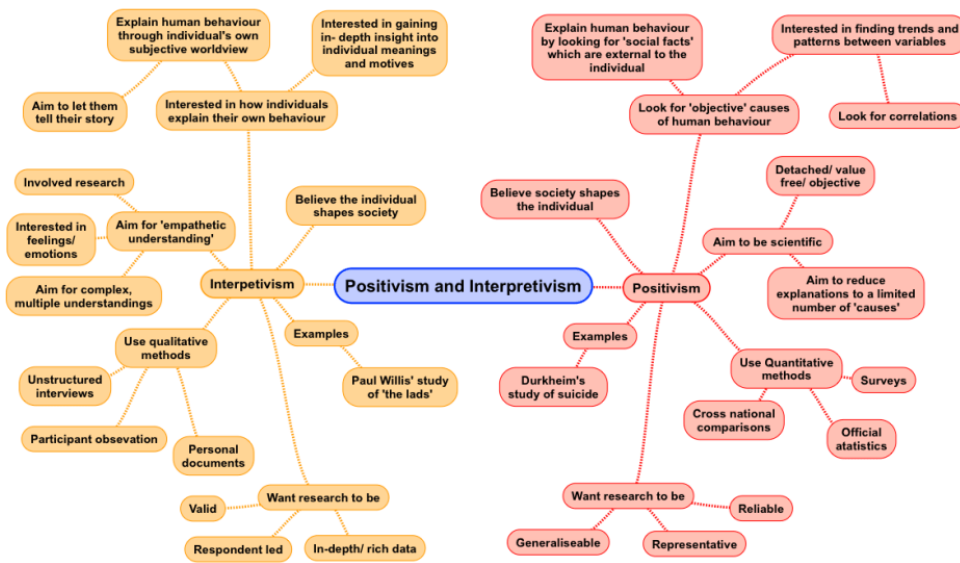 Explain human behaviour
through individual's own
subjective worldview
Interested in gaining
in- depth insight into
individual meanings
and motives
Aim to let them
tell their story
Interested in how individuals
explain their own behaviour
Involved research
Interested in
feelings/
emotions
Aim for 'empathetic
understanding'
Aim for complex,
multiple understandings
Believe the individual
shapes society
Interpetivism
Use qualitative
methods
Unstructured
interviews
Participant obsevation
Personal
documents
Examples
Paul Willis' study
of 'the lads'
Want research to be
Valid
Respondent led
In-depth/ rich data
Positivism and Interpretivism
Explain human behaviour
by looking for 'social facts'
which are external to the
individual
Interested in finding trends and
patterns between variables
Look for 'objective' causes
of human behaviour
Look for correlations
Believe society shapes
the individual
Detached/ value
free/ objective
Aim to be scientific
Aim to reduce
explanations to a limited
number of 'causes'
Positivism
Examples
Durkheim's
study of suicide
Use Quantitative
methods
Surveys
Cross national
comparisons
Official
atatistics
Want research to be
Reliable
Generaliseable
Representative